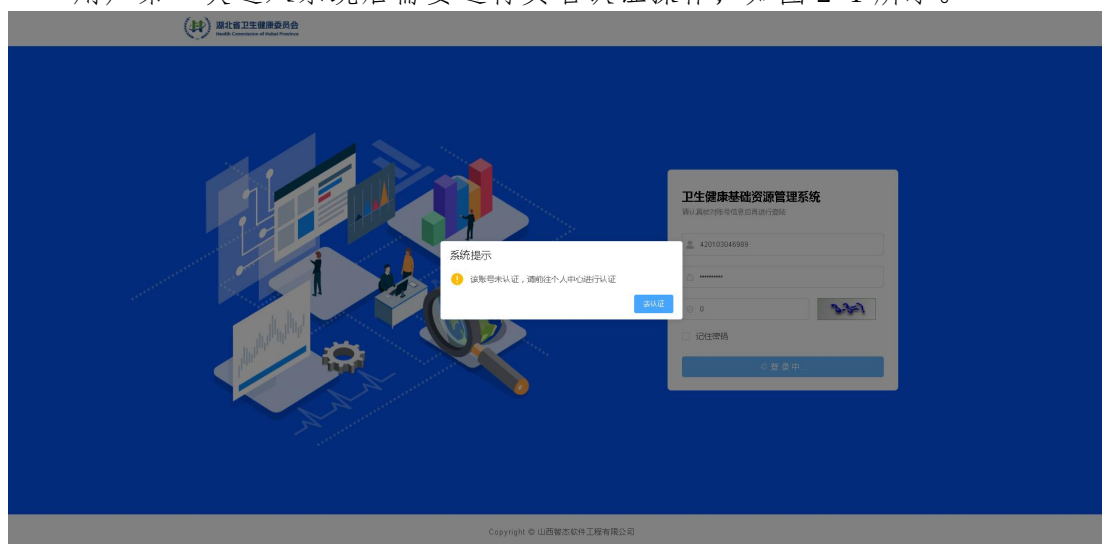 用户第一次进入系统后需要进行实名认证操作，如图 2-1 所示。
湖北省卫生健康委员会
Health Commission of Hubei Province
卫生健康基础资源管理系统
请认真核对账号信息后再进行登陆
420103046989
系统提示
该账号未认证，请前往个人中心进行认证
去认证
••••••••••
0
3-3=\
记住密码
登 录 中...
Copyright © 山西智杰软件工程有限公司